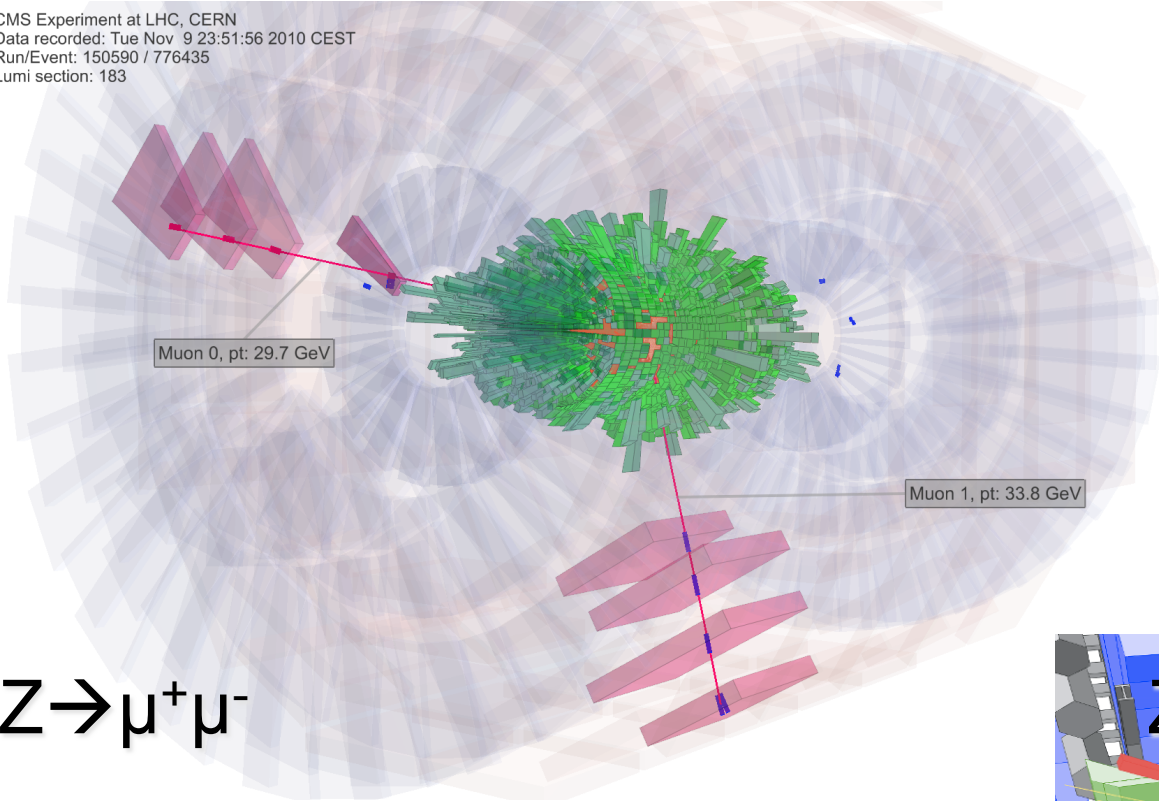 CMS Experiment at LHC, CERN
Data recorded: Tue Nov 9 23:51:56 2010 CEST
Run/Event: 150590 / 776435
Lumi section: 183
Muon 0, pt: 29.7 GeV
Muon 1, pt: 33.8 GeV
Z→μ⁺μ⁻